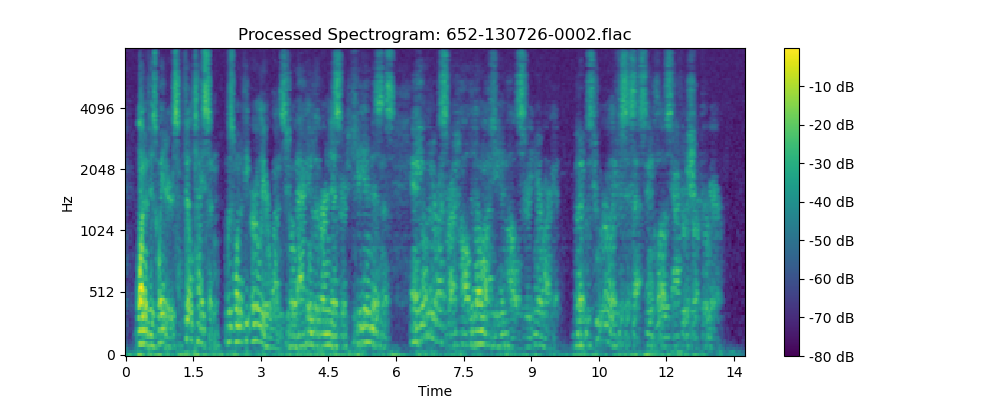 Processed Spectrogram: 652-130726-0002.flac
Hz
4096
2048
1024
512
0
0 1.5 3 4.5 6 7.5 9 10 12 14
Time
-10 dB
-20 dB
-30 dB
-40 dB
-50 dB
-60 dB
-70 dB
-80 dB